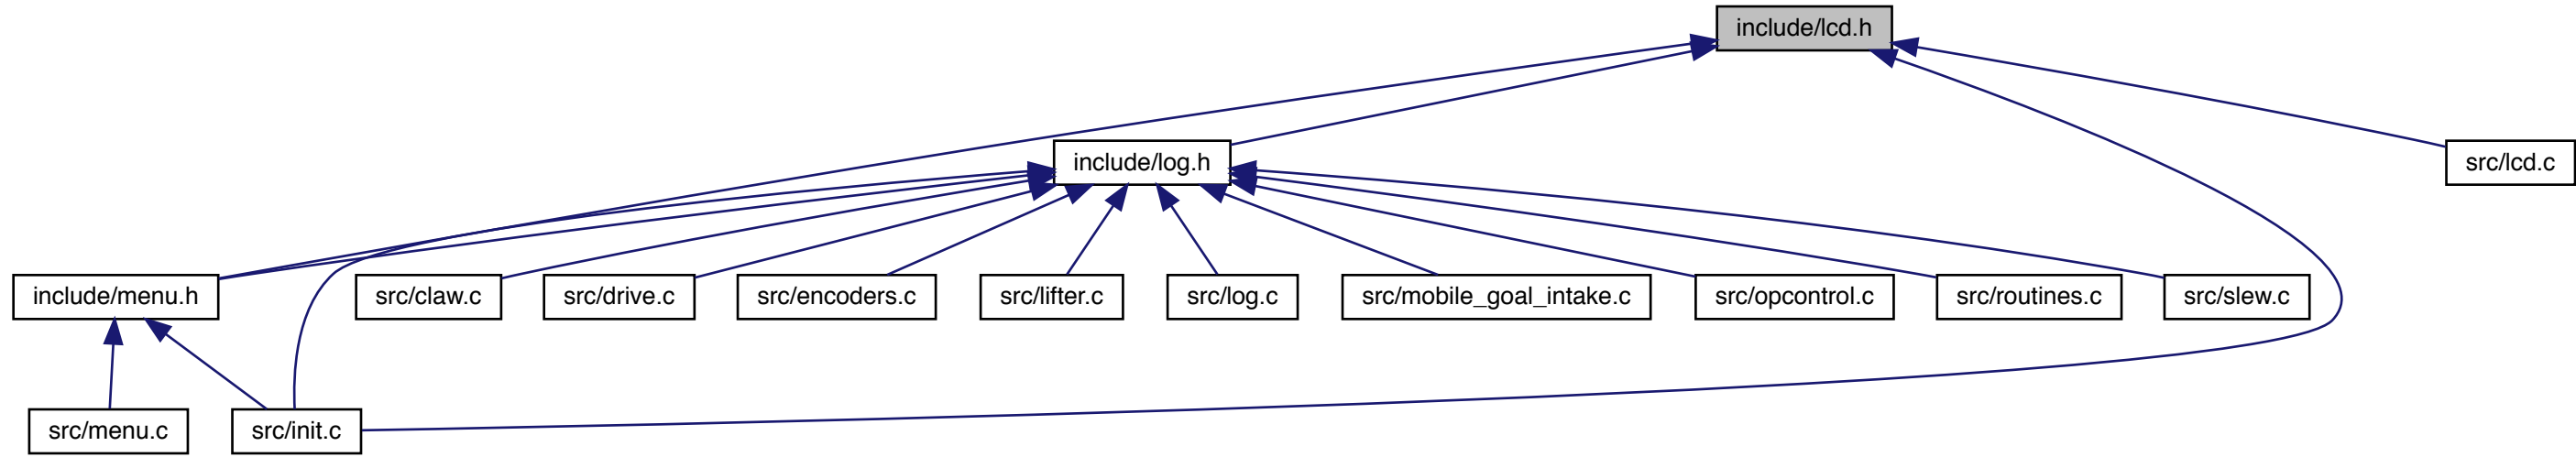 include/lcd.h
include/log.h
src/lcd.c
include/menu.h
src/claw.c
src/drive.c
src/encoders.c
src/lifter.c
src/log.c
src/mobile_goal_intake.c
src/opcontrol.c
src/routines.c
src/slew.c
src/menu.c
src/init.c